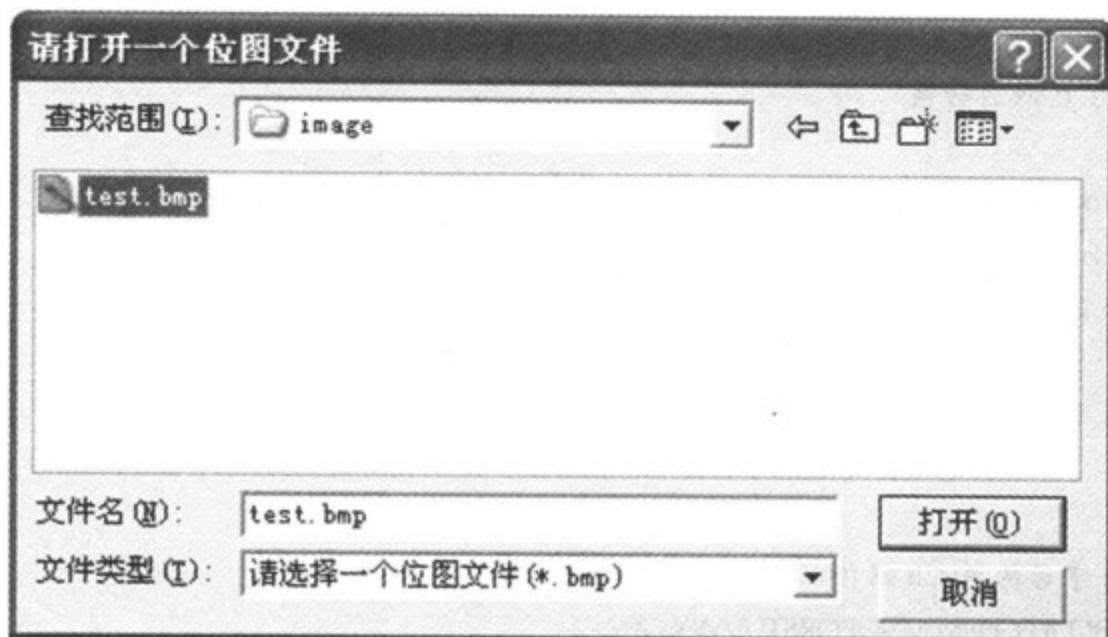 请打开一个位图文件
查找范围(I): image
test.bmp
文件名(N): test.bmp 打开(O)
文件类型(T): 请选择一个位图文件(*.bmp) 取消